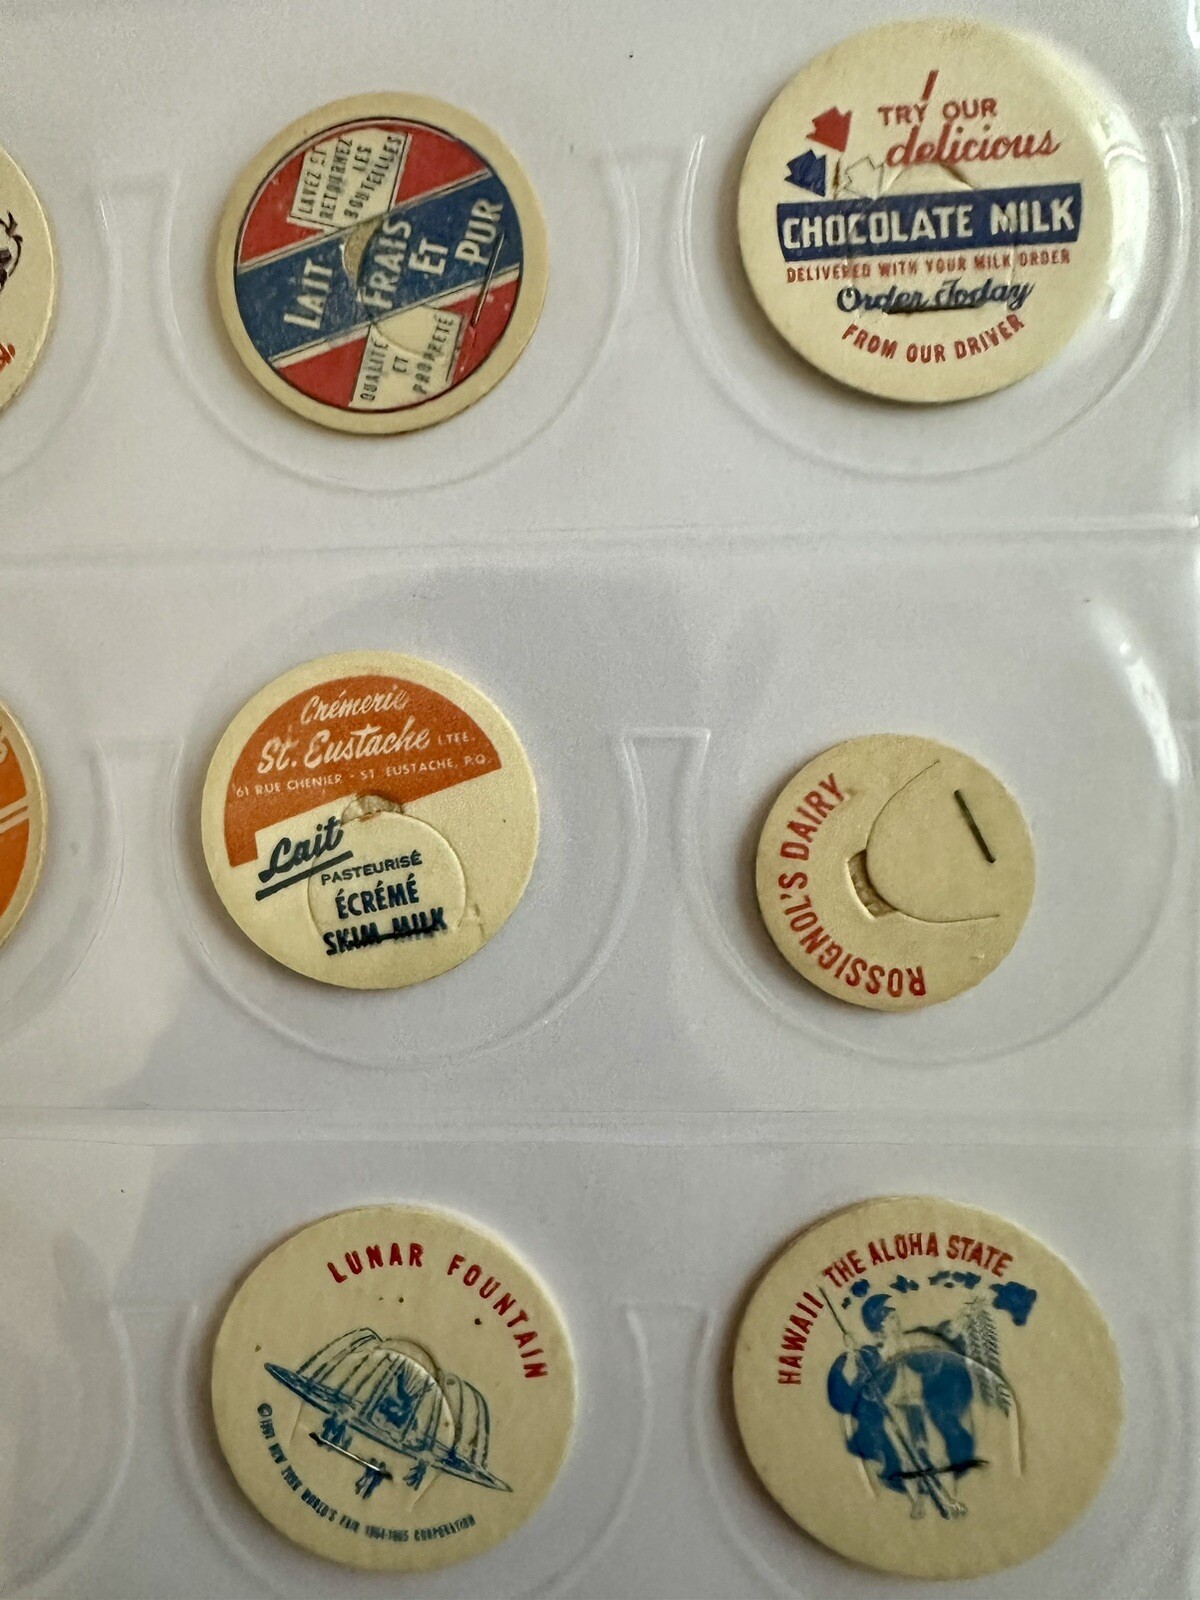 LAVEZ ET
RETOURNEZ
LES
BOUTEILLES
LAIT
FRAIS
ET
PUR
QUALITÉ
ET
PROPRETÉ
TRY OUR
delicious
CHOCOLATE MILK
DELIVERED WITH YOUR MILK ORDER
Order Today
FROM OUR DRIVER
Crémerie
St. Eustache LTEE.
61 RUE CHENIER - ST. EUSTACHE, P.Q.
Lait
PASTEURISÉ
ÉCRÉMÉ
SKIM MILK
ROSSIGNOL'S DAIRY
LUNAR FOUNTAIN
NEW YORK WORLD'S FAIR 1964-1965 CORPORATION
HAWAII THE ALOHA STATE